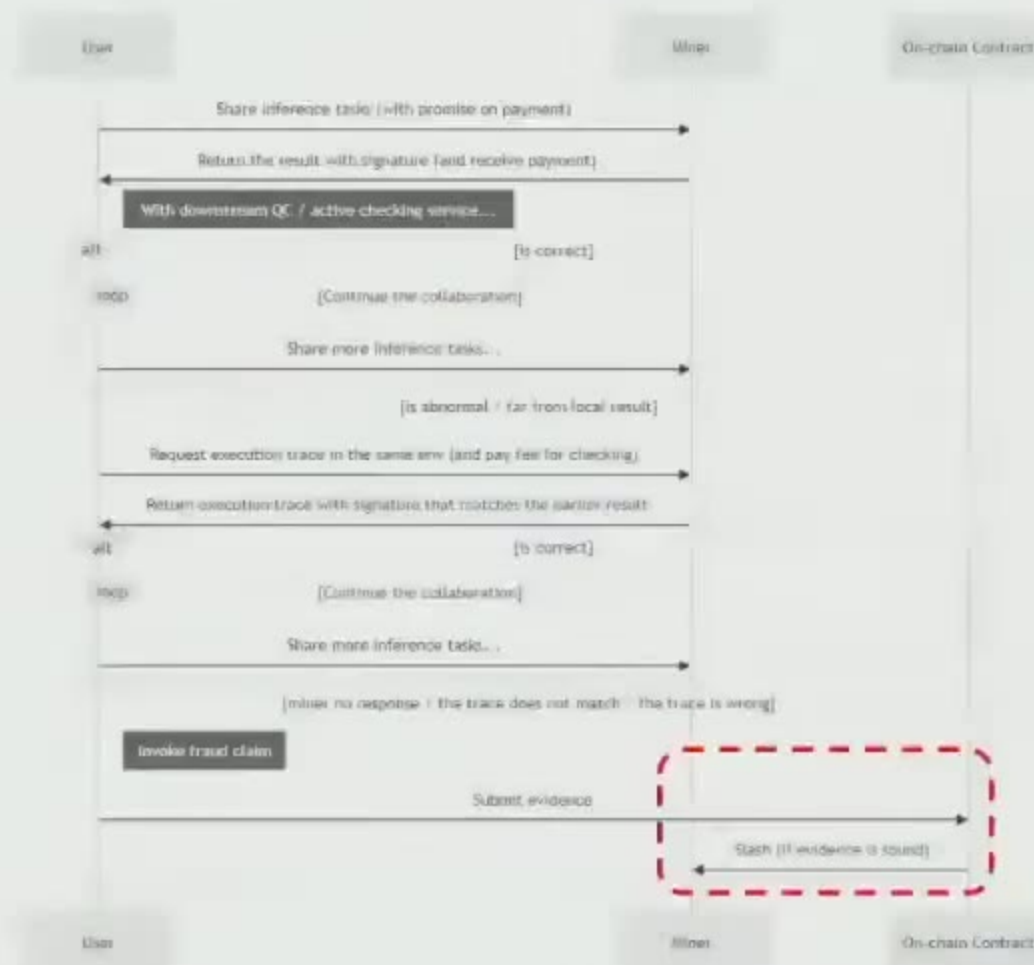 User Miner On-chain Contract
Share inference tasks (with promise on payment)
Return the result with signature (and receive payment)
With downstream QC / active checking service...
alt [is correct]
loop [Continue the collaboration]
Share more inference tasks...
[is abnormal / far from local result]
Request execution trace in the same env (and pay fee for checking)
Return execution trace with signature that matches the earlier result
alt [is correct]
loop [Continue the collaboration]
Share more inference tasks...
[miner no response / the trace does not match / the trace is wrong]
Invoke fraud claim
Submit evidence
Slash (if evidence is sound)
User Miner On-chain Contract